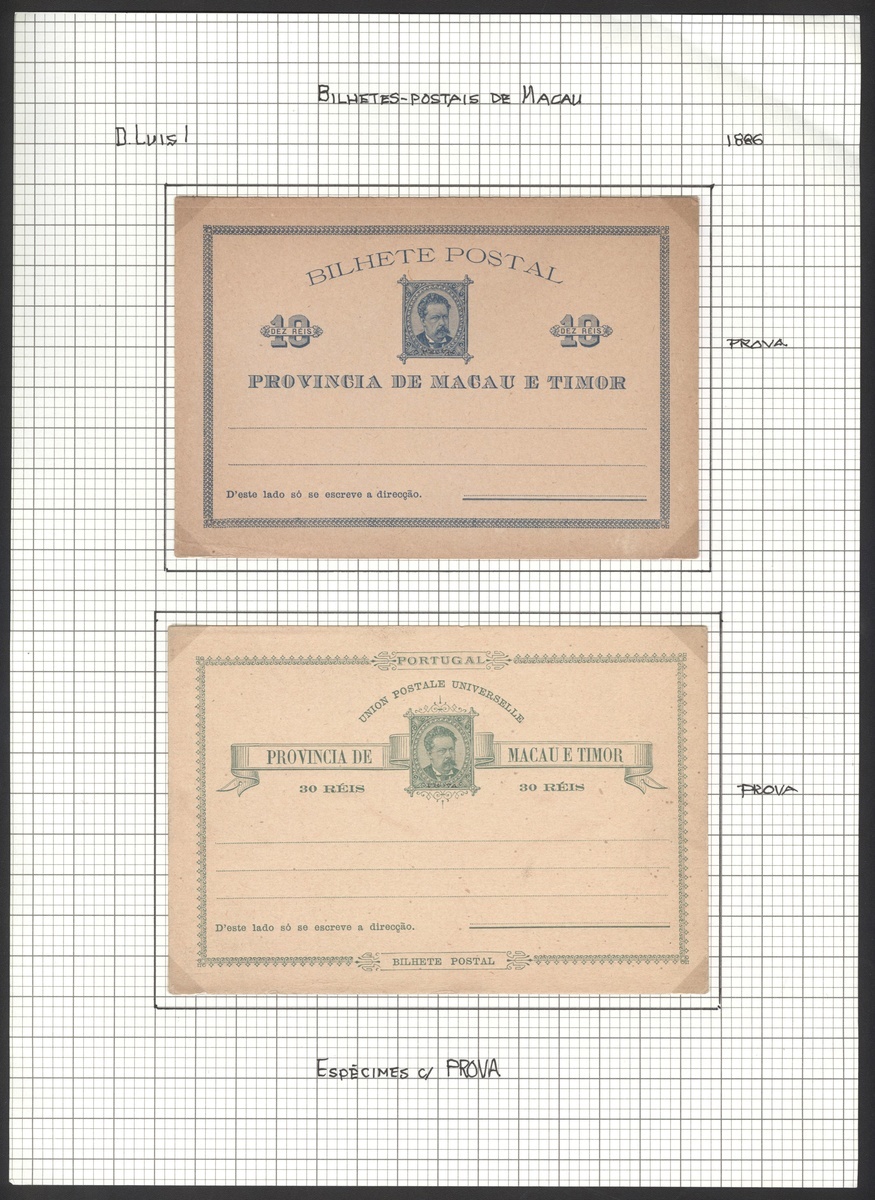 BILHETES-POSTAIS DE MACAU
D. LUIS I
1886
BILHETE POSTAL
10 DEZ RÉIS
10 DEZ RÉIS
PROVINCIA DE MACAU E TIMOR
D'este lado só se escreve a direcção.
PROVA
PORTUGAL
UNION POSTALE UNIVERSELLE
PROVINCIA DE MACAU E TIMOR
30 RÉIS 30 RÉIS
D'este lado só se escreve a direcção.
BILHETE POSTAL
PROVA
ESPÉCIMES C/ PROVA